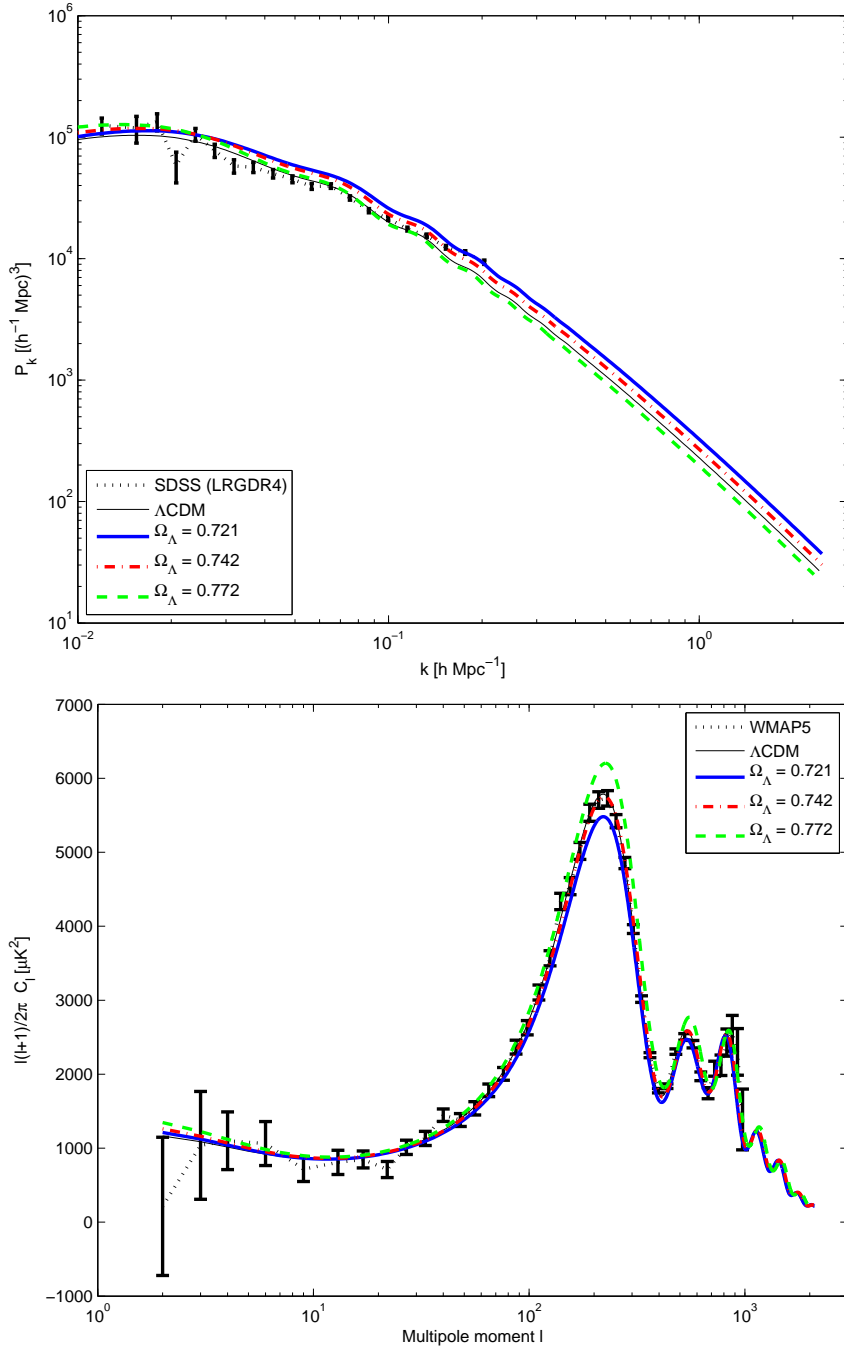 10^6
10^5
10^4
10^3
10^2
10^1
P_k [(h^{-1} Mpc)^3]
SDSS (LRGDR4)
ΛCDM
Ω_Λ = 0.721
Ω_Λ = 0.742
Ω_Λ = 0.772
10^{-2} 10^{-1} 10^0
k [h Mpc^{-1}]
7000
6000
5000
4000
3000
2000
1000
0
−1000
l(l+1)/2π C_l [μK^2]
WMAP5
ΛCDM
Ω_Λ = 0.721
Ω_Λ = 0.742
Ω_Λ = 0.772
10^0 10^1 10^2 10^3
Multipole moment l